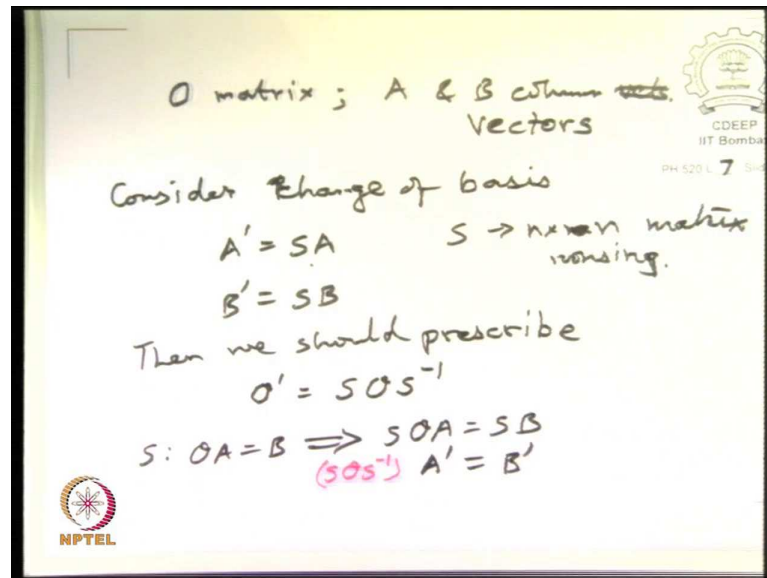 O matrix ; A & B column
Vectors
CDEEP
IIT Bombay
PH 520 L 7
Consider change of basis
A' = SA S → n×n matrix
nonsing.
B' = SB
Then we should prescribe
O' = SOS⁻¹
S: OA = B ⟹ SOA = SB
(SOS⁻¹) A' = B'
NPTEL